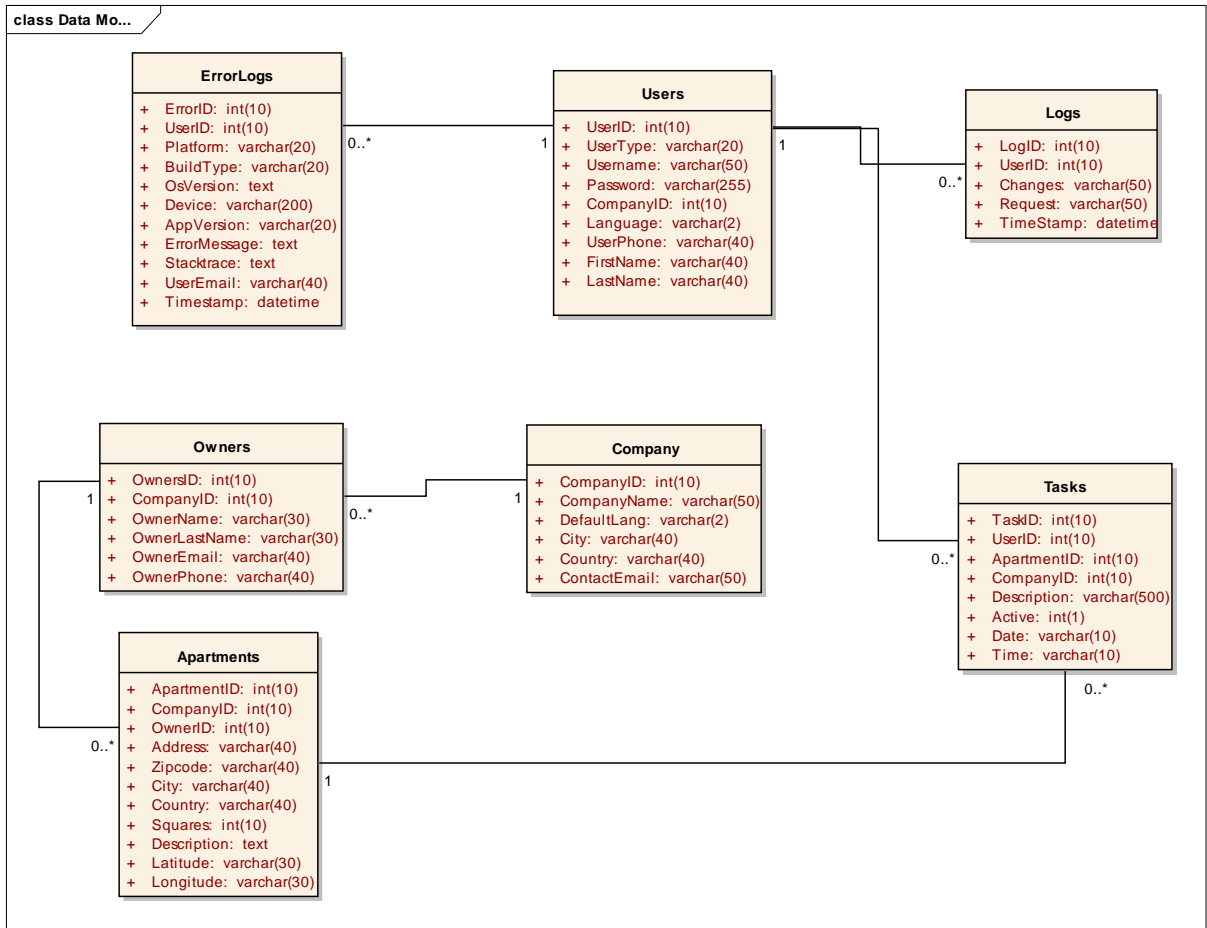 class Data Mo...
ErrorLogs
+ ErrorID: int(10)
+ UserID: int(10)
+ Platform: varchar(20)
+ BuildType: varchar(20)
+ OsVersion: text
+ Device: varchar(200)
+ AppVersion: varchar(20)
+ ErrorMessage: text
+ Stacktrace: text
+ UserEmail: varchar(40)
+ Timestamp: datetime
0..*
1
Users
+ UserID: int(10)
+ UserType: varchar(20)
+ Username: varchar(50)
+ Password: varchar(255)
+ CompanyID: int(10)
+ Language: varchar(2)
+ UserPhone: varchar(40)
+ FirstName: varchar(40)
+ LastName: varchar(40)
1
0..*
Logs
+ LogID: int(10)
+ UserID: int(10)
+ Changes: varchar(50)
+ Request: varchar(50)
+ TimeStamp: datetime
Owners
+ OwnersID: int(10)
+ CompanyID: int(10)
+ OwnerName: varchar(30)
+ OwnerLastName: varchar(30)
+ OwnerEmail: varchar(40)
+ OwnerPhone: varchar(40)
1
0..*
1
Company
+ CompanyID: int(10)
+ CompanyName: varchar(50)
+ DefaultLang: varchar(2)
+ City: varchar(40)
+ Country: varchar(40)
+ ContactEmail: varchar(50)
0..*
Tasks
+ TaskID: int(10)
+ UserID: int(10)
+ ApartmentID: int(10)
+ CompanyID: int(10)
+ Description: varchar(500)
+ Active: int(1)
+ Date: varchar(10)
+ Time: varchar(10)
0..*
Apartments
+ ApartmentID: int(10)
+ CompanyID: int(10)
+ OwnerID: int(10)
+ Address: varchar(40)
+ Zipcode: varchar(40)
+ City: varchar(40)
+ Country: varchar(40)
+ Squares: int(10)
+ Description: text
+ Latitude: varchar(30)
+ Longitude: varchar(30)
0..*
1